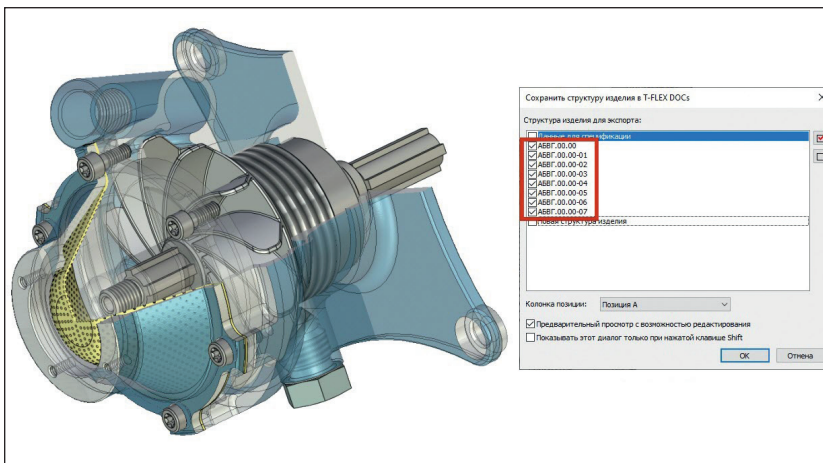 Сохранить структуру изделия в T-FLEX DOCs
Структура изделия для экспорта:
Данные для спецификации
АБВГ.00.00
АБВГ.00.00-01
АБВГ.00.00-02
АБВГ.00.00-03
АБВГ.00.00-04
АБВГ.00.00-05
АБВГ.00.00-06
АБВГ.00.00-07
Новая структура изделия
Колонка позиции: Позиция А
Предварительный просмотр с возможностью редактирования
Показывать этот диалог только при нажатой клавише Shift
ОК Отмена